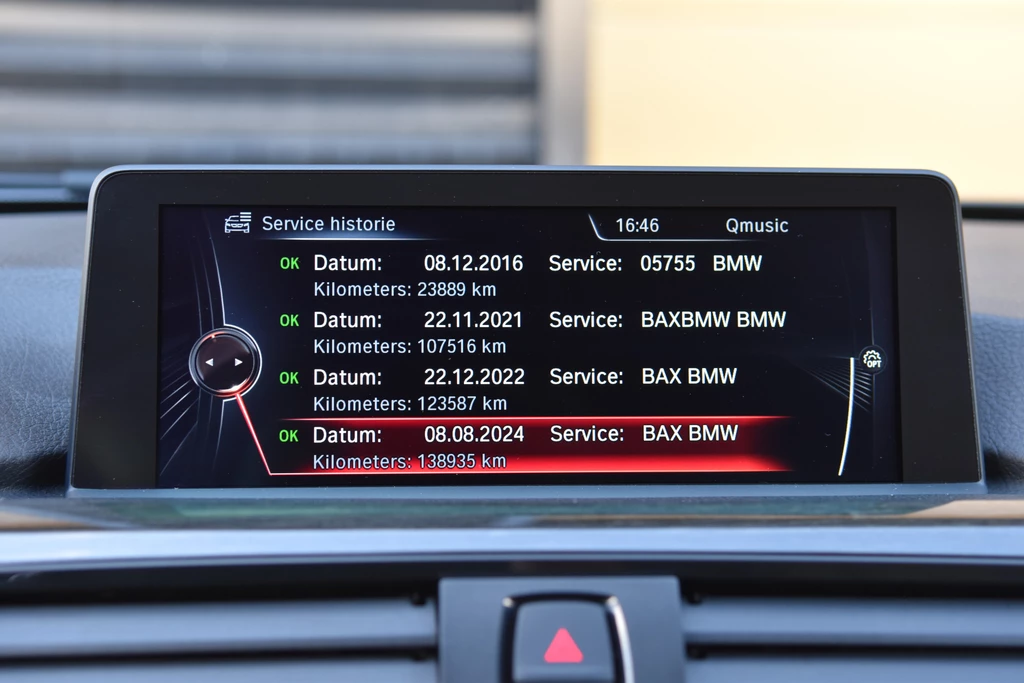 Service historie 16:46 Qmusic
OK Datum: 08.12.2016 Service: 05755 BMW
Kilometers: 23889 km
OK Datum: 22.11.2021 Service: BAXBMW BMW
Kilometers: 107516 km
OK Datum: 22.12.2022 Service: BAX BMW
Kilometers: 123587 km
OPT
OK Datum: 08.08.2024 Service: BAX BMW
Kilometers: 138935 km